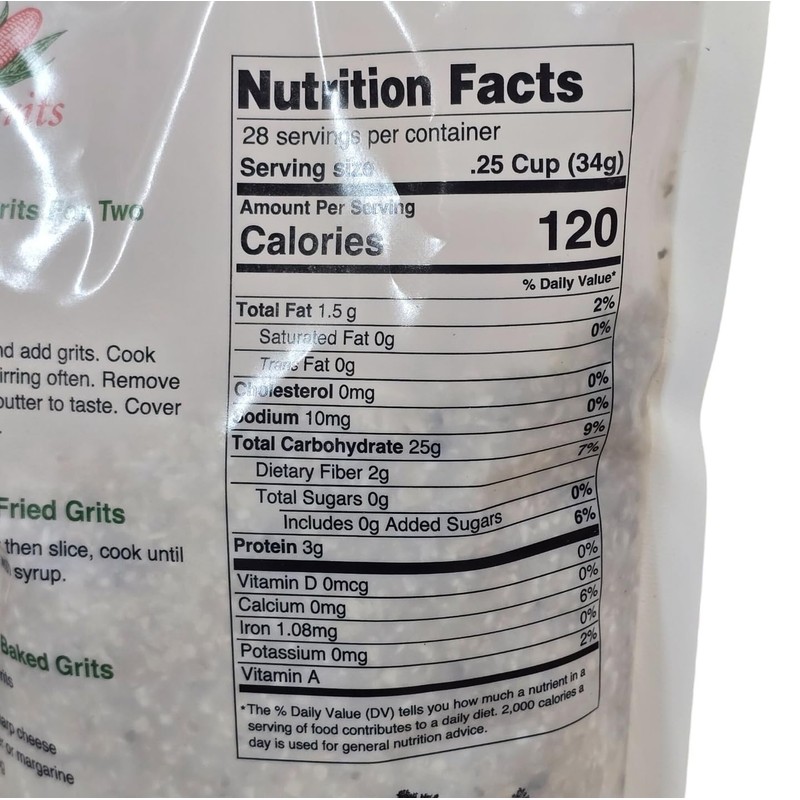 rits
rits For Two
nd add grits. Cook
irring often. Remove
butter to taste. Cover
Fried Grits
then slice, cook until
syrup.
Baked Grits
arp cheese
or margarine
Nutrition Facts
28 servings per container
Serving size .25 Cup (34g)
Amount Per Serving
Calories 120
% Daily Value*
Total Fat 1.5 g 2%
Saturated Fat 0g 0%
Trans Fat 0g
Cholesterol 0mg 0%
Sodium 10mg 0%
Total Carbohydrate 25g 9%
Dietary Fiber 2g 7%
Total Sugars 0g
Includes 0g Added Sugars 0%
Protein 3g 6%
Vitamin D 0mcg 0%
Calcium 0mg 0%
Iron 1.08mg 6%
Potassium 0mg 0%
Vitamin A 2%
*The % Daily Value (DV) tells you how much a nutrient in a
serving of food contributes to a daily diet. 2,000 calories a
day is used for general nutrition advice.